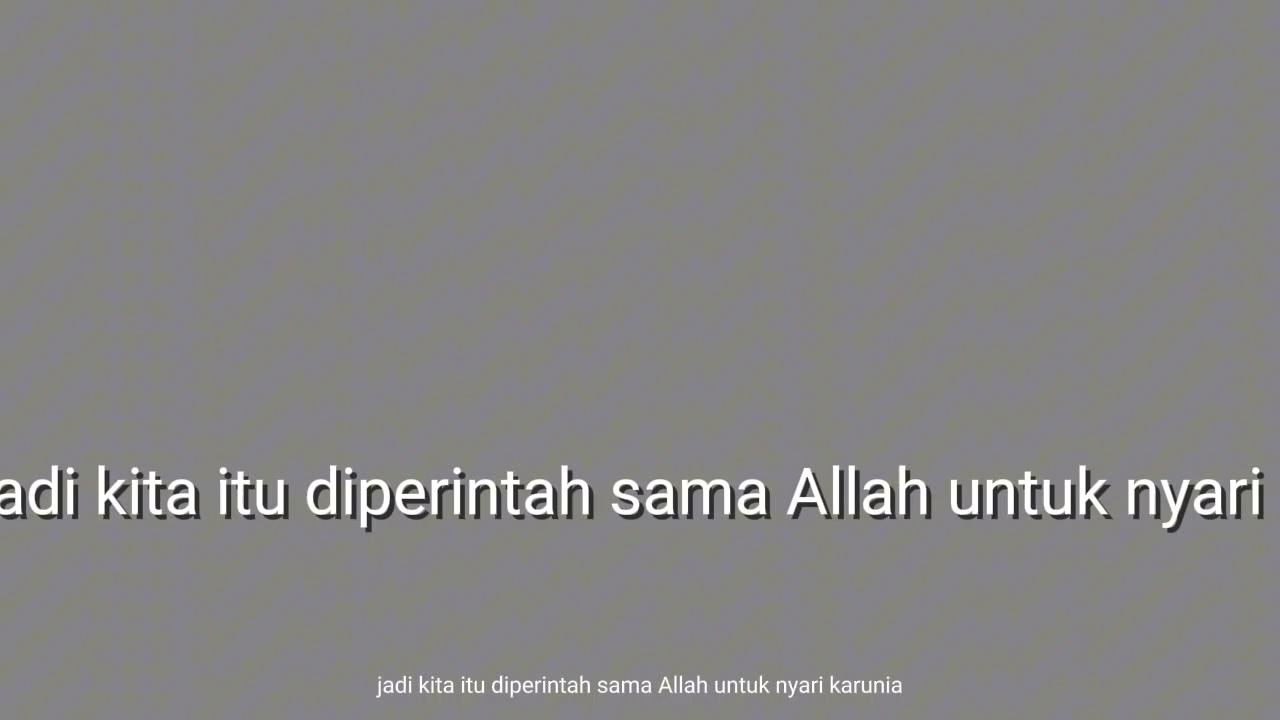 adi kita itu diperintah sama Allah untuk nyari
jadi kita itu diperintah sama Allah untuk nyari karunia